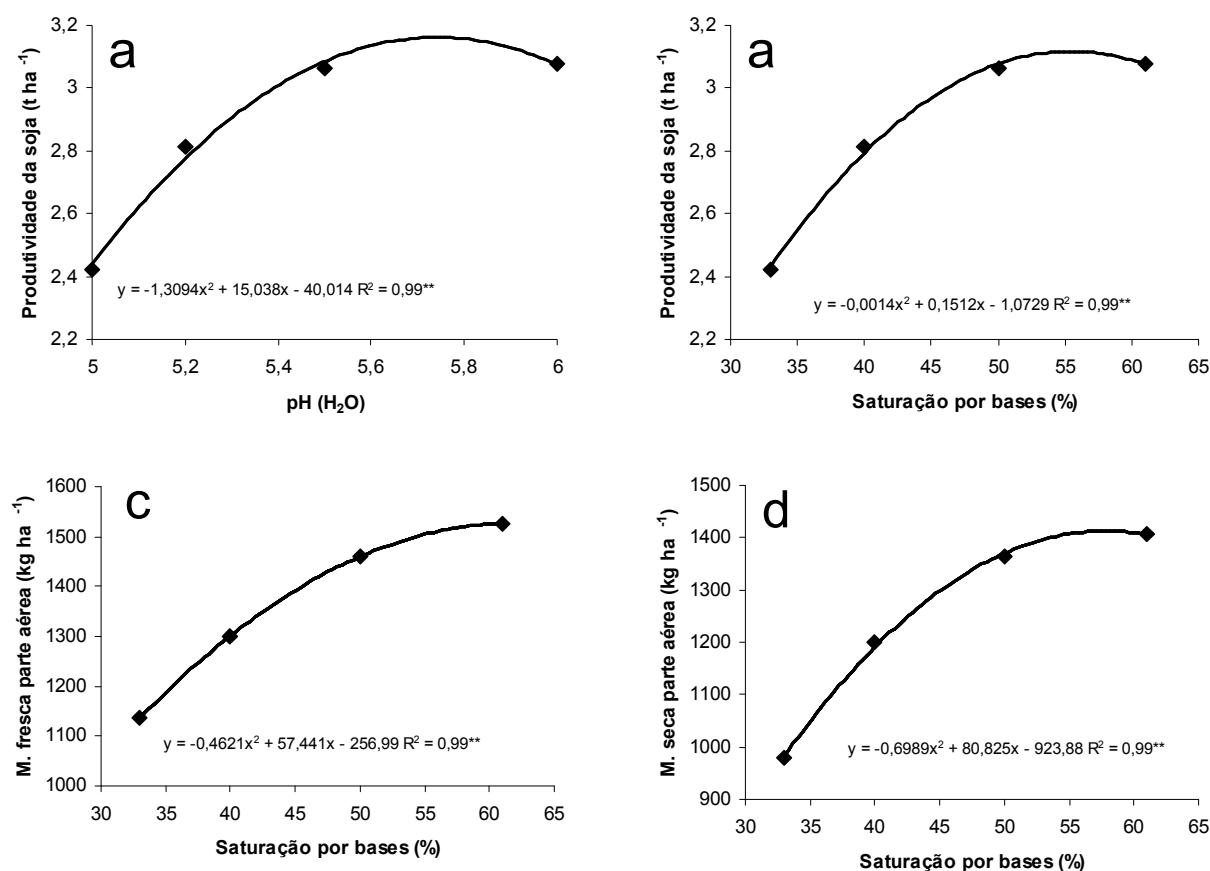 a
Produtividade da soja (t ha ⁻¹)
3,2
3
2,8
2,6
2,4
2,2
y = -1,3094x² + 15,038x - 40,014 R² = 0,99**
5 5,2 5,4 5,6 5,8 6
pH (H₂O)
a
Produtividade da soja (t ha ⁻¹)
3,2
3
2,8
2,6
2,4
2,2
y = -0,0014x² + 0,1512x - 1,0729 R² = 0,99**
30 35 40 45 50 55 60 65
Saturação por bases (%)
c
M. fresca parte aérea (kg ha ⁻¹)
1600
1500
1400
1300
1200
1100
1000
y = -0,4621x² + 57,441x - 256,99 R² = 0,99**
30 35 40 45 50 55 60 65
Saturação por bases (%)
d
M. seca parte aérea (kg ha ⁻¹)
1500
1400
1300
1200
1100
1000
900
y = -0,6989x² + 80,825x - 923,88 R² = 0,99**
30 35 40 45 50 55 60 65
Saturação por bases (%)